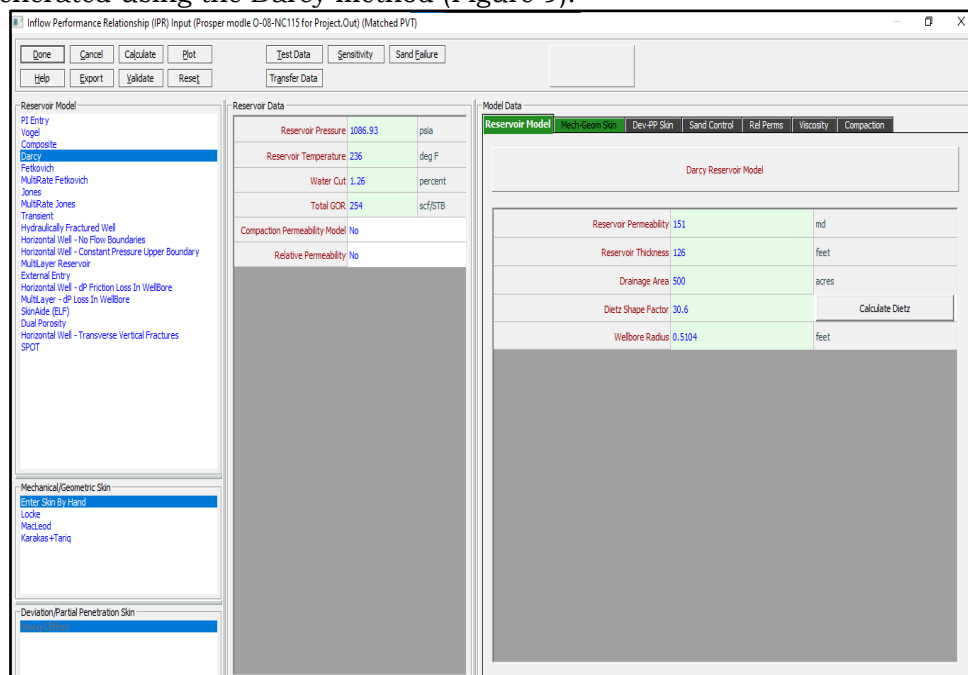 enerated using the Darcy method (Figure 9).
Inflow Performance Relationship (IPR) Input (Prosper modle O-08-NC115 for Project.Out) (Matched PVT)
Done Cancel Calculate Plot Test Data Sensitivity Sand Failure
Help Export Validate Reset Transfer Data
Reservoir Model
PI Entry
Vogel
Composite
Darcy
Fetkovich
MultiRate Fetkovich
Jones
MultiRate Jones
Transient
Hydraulically Fractured Well
Horizontal Well - No Flow Boundaries
Horizontal Well - Constant Pressure Upper Boundary
MultiLayer Reservoir
External Entry
Horizontal Well - dP Friction Loss In WellBore
MultiLayer - dP Loss In WellBore
SkinAide (ELF)
Dual Porosity
Horizontal Well - Transverse Vertical Fractures
SPOT
Mechanical/Geometric Skin
Enter Skin By Hand
Locke
MacLeod
Karakas+Tariq
Deviation/Partial Penetration Skin
Reservoir Data
Reservoir Pressure 1086.93 psia
Reservoir Temperature 236 deg F
Water Cut 1.26 percent
Total GOR 254 scf/STB
Compaction Permeability Model No
Relative Permeability No
Model Data
Reservoir Model Mech-Geom Skin Dev-PP Skin Sand Control Rel Perms Viscosity Compaction
Darcy Reservoir Model
Reservoir Permeability 151 md
Reservoir Thickness 126 feet
Drainage Area 500 acres
Dietz Shape Factor 30.6 Calculate Dietz
Wellbore Radius 0.5104 feet